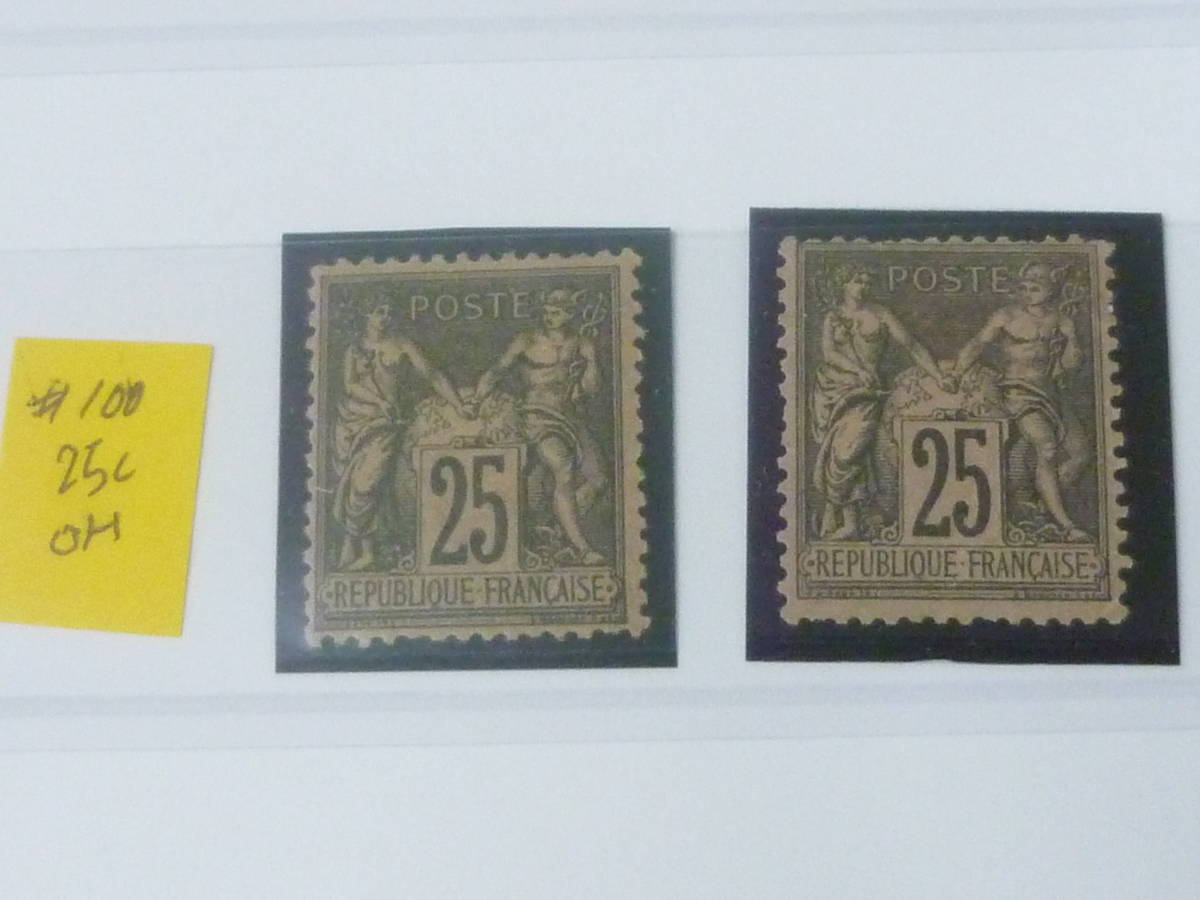 #100
25c
OH
POSTE
25
REPUBLIQUE FRANÇAISE
POSTE
25
REPUBLIQUE FRANÇAISE